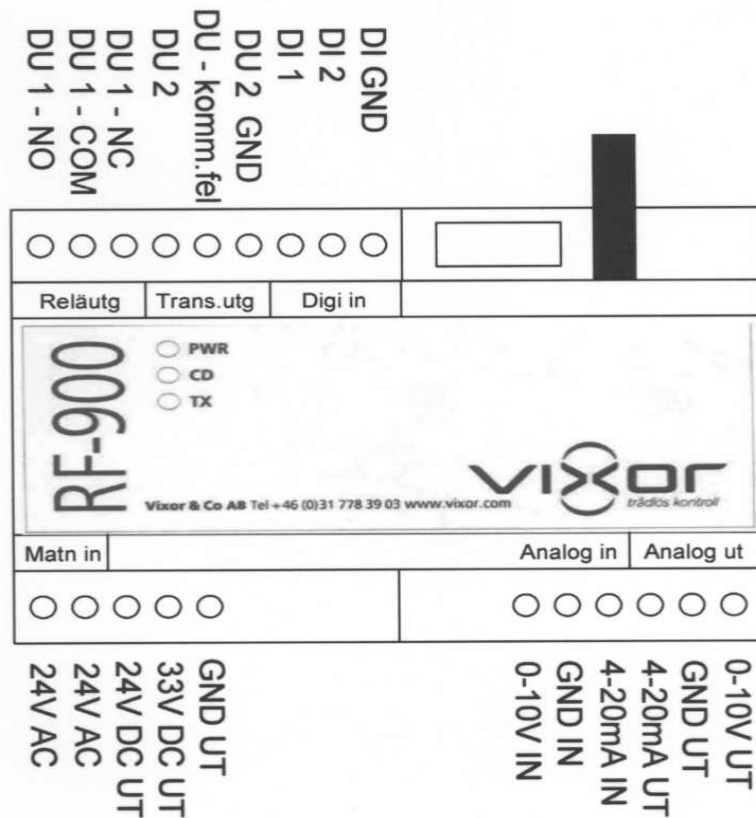 DU 1 - NO
DU 1 - COM
DU 1 - NC
DU 2
DU - komm.fel
DU 2 GND
DI 1
DI 2
DI GND
Reläutg
Trans.utg
Digi in
RF-900
PWR
CD
TX
VIXOR
trådlös kontroll
Vixor & Co AB Tel +46 (0)31 778 39 03 www.vixor.com
Matn in
Analog in
Analog ut
24V AC
24V AC
24V DC UT
33V DC UT
GND UT
0-10V IN
GND IN
4-20mA IN
4-20mA UT
GND UT
0-10V UT